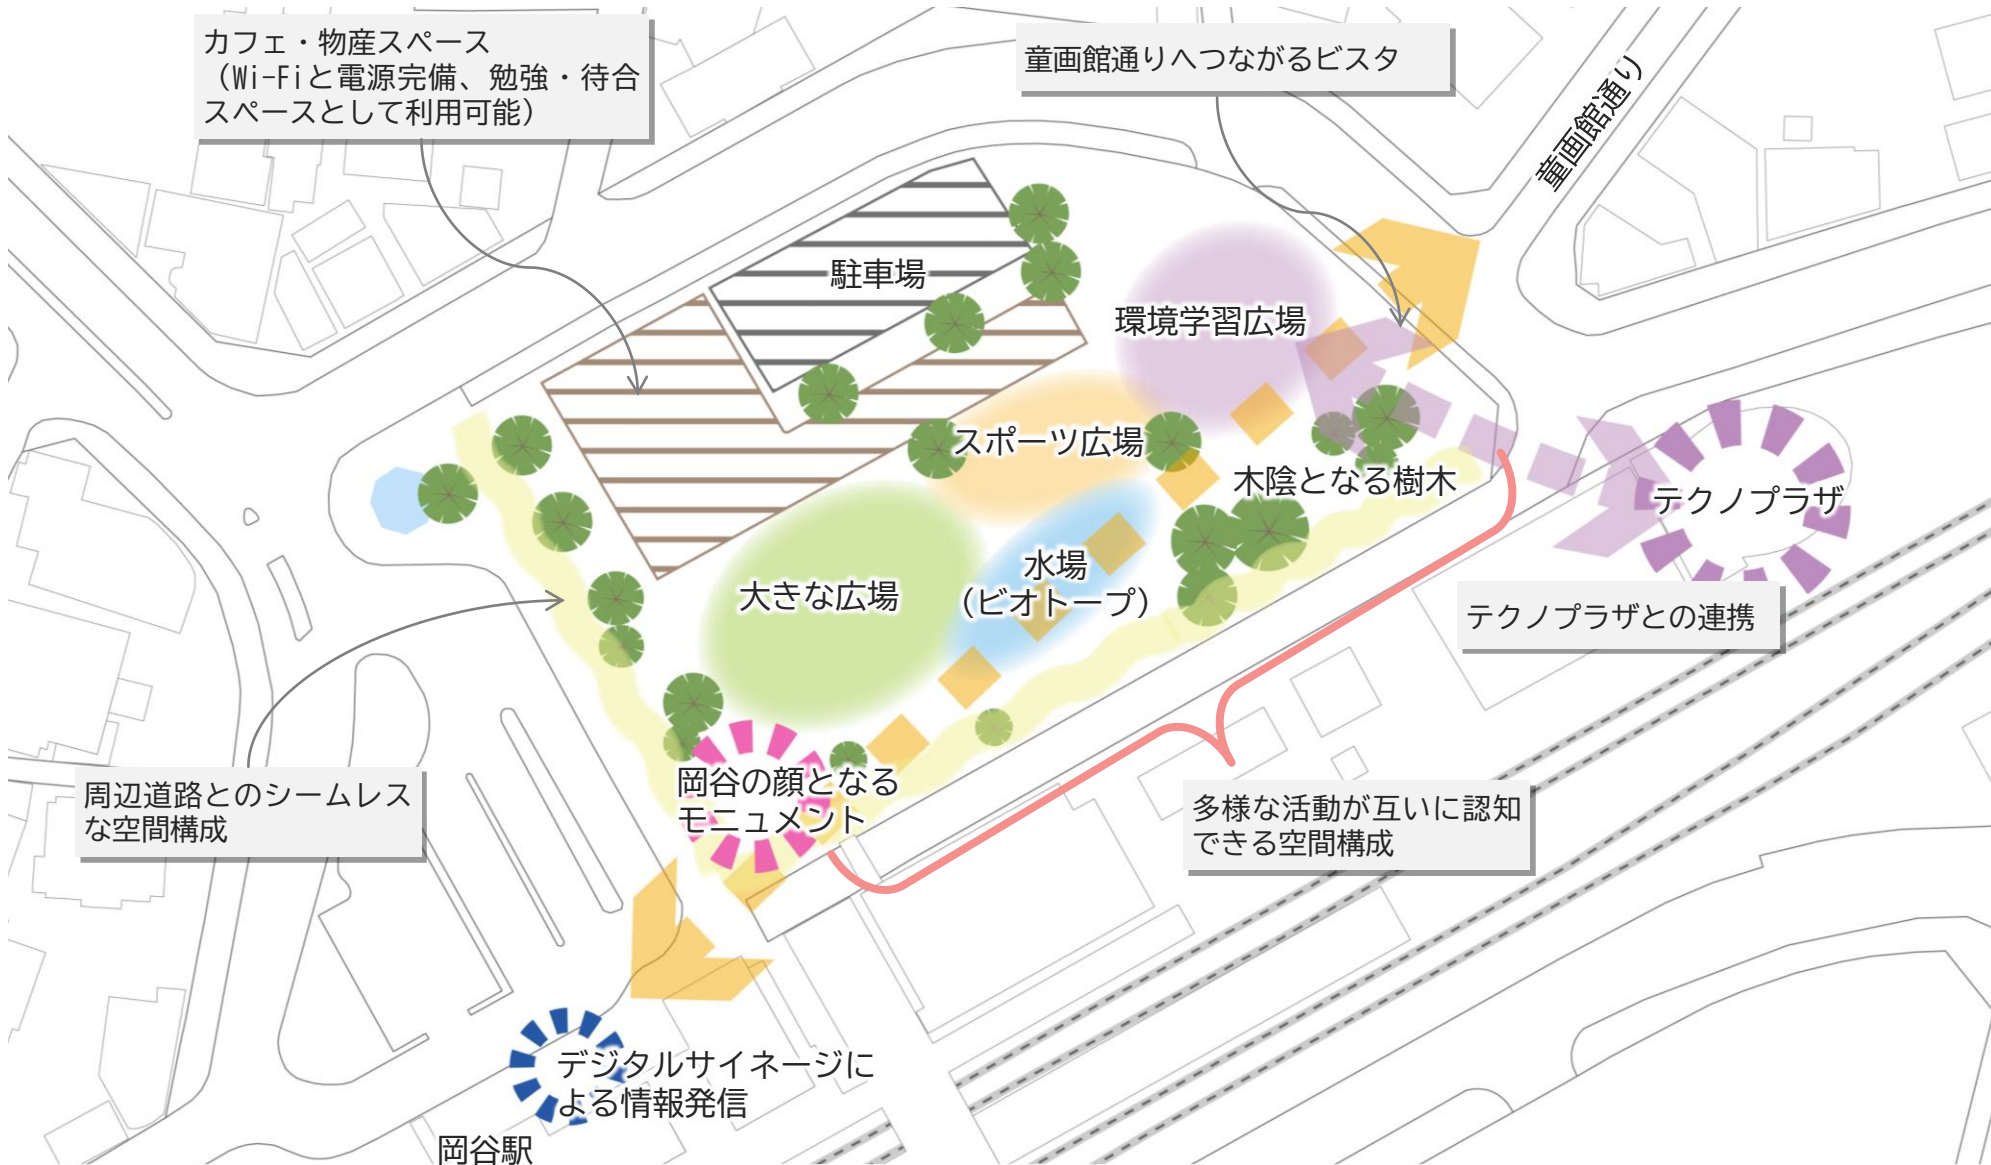 カフェ・物産スペース
（Wi-Fiと電源完備、勉強・待合
スペースとして利用可能）
童画館通りへつながるビスタ
童画館通り
駐車場
環境学習広場
スポーツ広場
木陰となる樹木
テクノプラザ
水場
（ビオトープ）
大きな広場
テクノプラザとの連携
岡谷の顔となる
モニュメント
周辺道路とのシームレス
な空間構成
多様な活動が互いに認知
できる空間構成
デジタルサイネージに
よる情報発信
岡谷駅